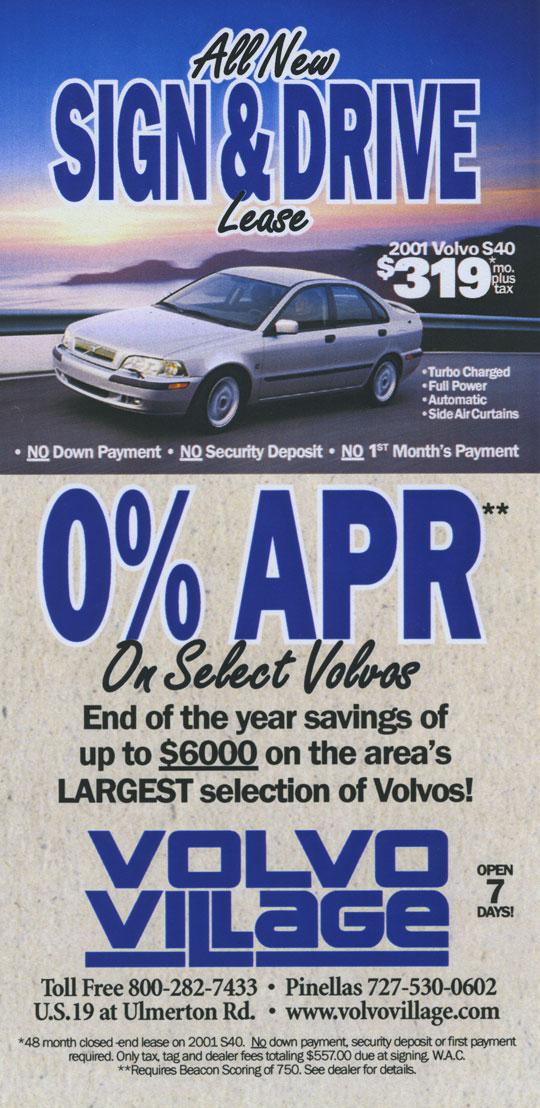 All New
SIGN & DRIVE
Lease
2001 Volvo S40
$319* mo. plus tax
•Turbo Charged
•Full Power
•Automatic
•Side Air Curtains
• NO Down Payment • NO Security Deposit • NO 1ST Month's Payment
0% APR**
On Select Volvos
End of the year savings of
up to $6000 on the area's
LARGEST selection of Volvos!
VOLVO
VILLAGE
OPEN
7
DAYS!
Toll Free 800-282-7433 • Pinellas 727-530-0602
U.S.19 at Ulmerton Rd. • www.volvovillage.com
*48 month closed-end lease on 2001 S40. No down payment, security deposit or first payment
required. Only tax, tag and dealer fees totaling $557.00 due at signing. W.A.C.
**Requires Beacon Scoring of 750. See dealer for details.